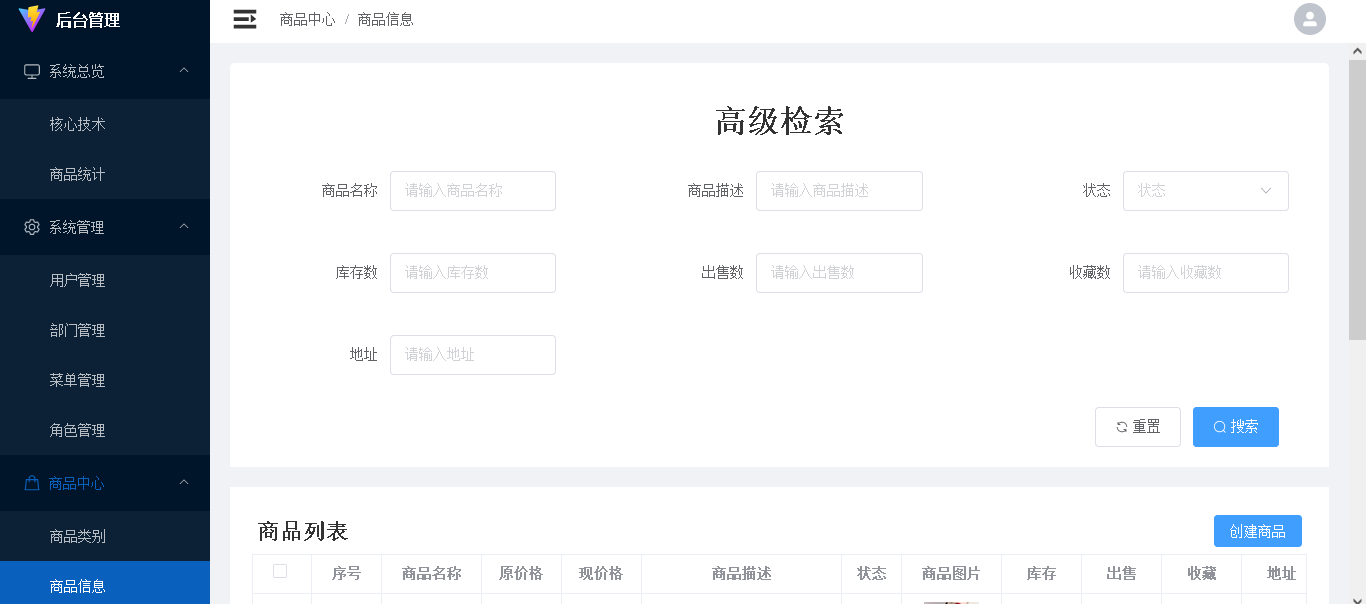 后台管理
商品中心 / 商品信息
系统总览
核心技术
商品统计
系统管理
用户管理
部门管理
菜单管理
角色管理
商品中心
商品类别
商品信息
高级检索
商品名称 请输入商品名称 商品描述 请输入商品描述 状态 状态
库存数 请输入库存数 出售数 请输入出售数 收藏数 请输入收藏数
地址 请输入地址
重置 搜索
商品列表 创建商品
序号 商品名称 原价格 现价格 商品描述 状态 商品图片 库存 出售 收藏 地址